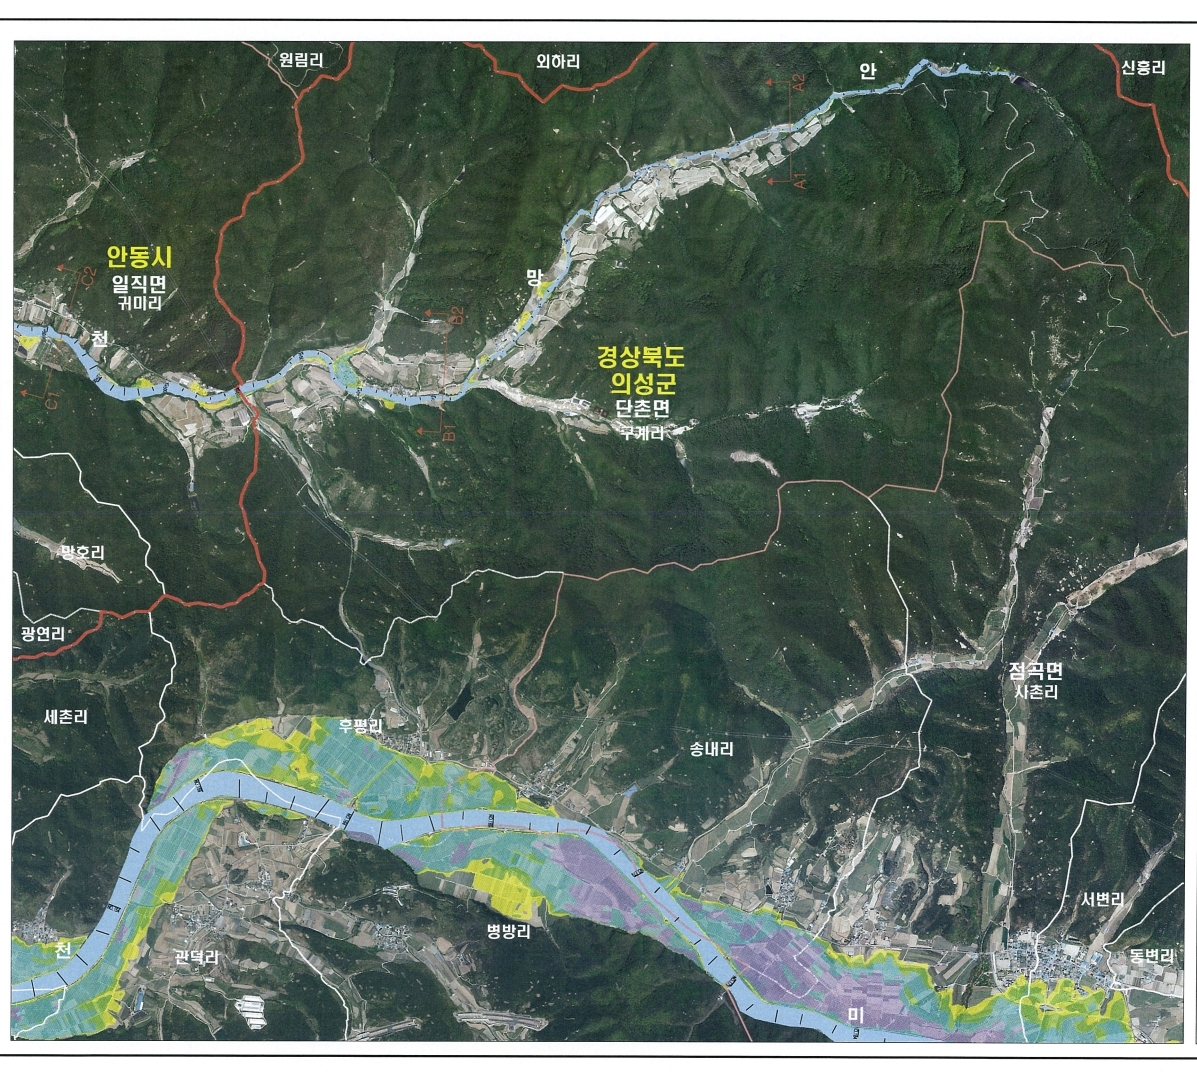 원림리
외하리
안
신흥리
A2
A1
안동시
일직면
귀미리
C2
망
B2
천
경상북도
의성군
단촌면
구계리
C1
B1
망호리
광연리
점곡면
사촌리
세촌리
후평리
송내리
서변리
병방리
천
관덕리
동변리
미